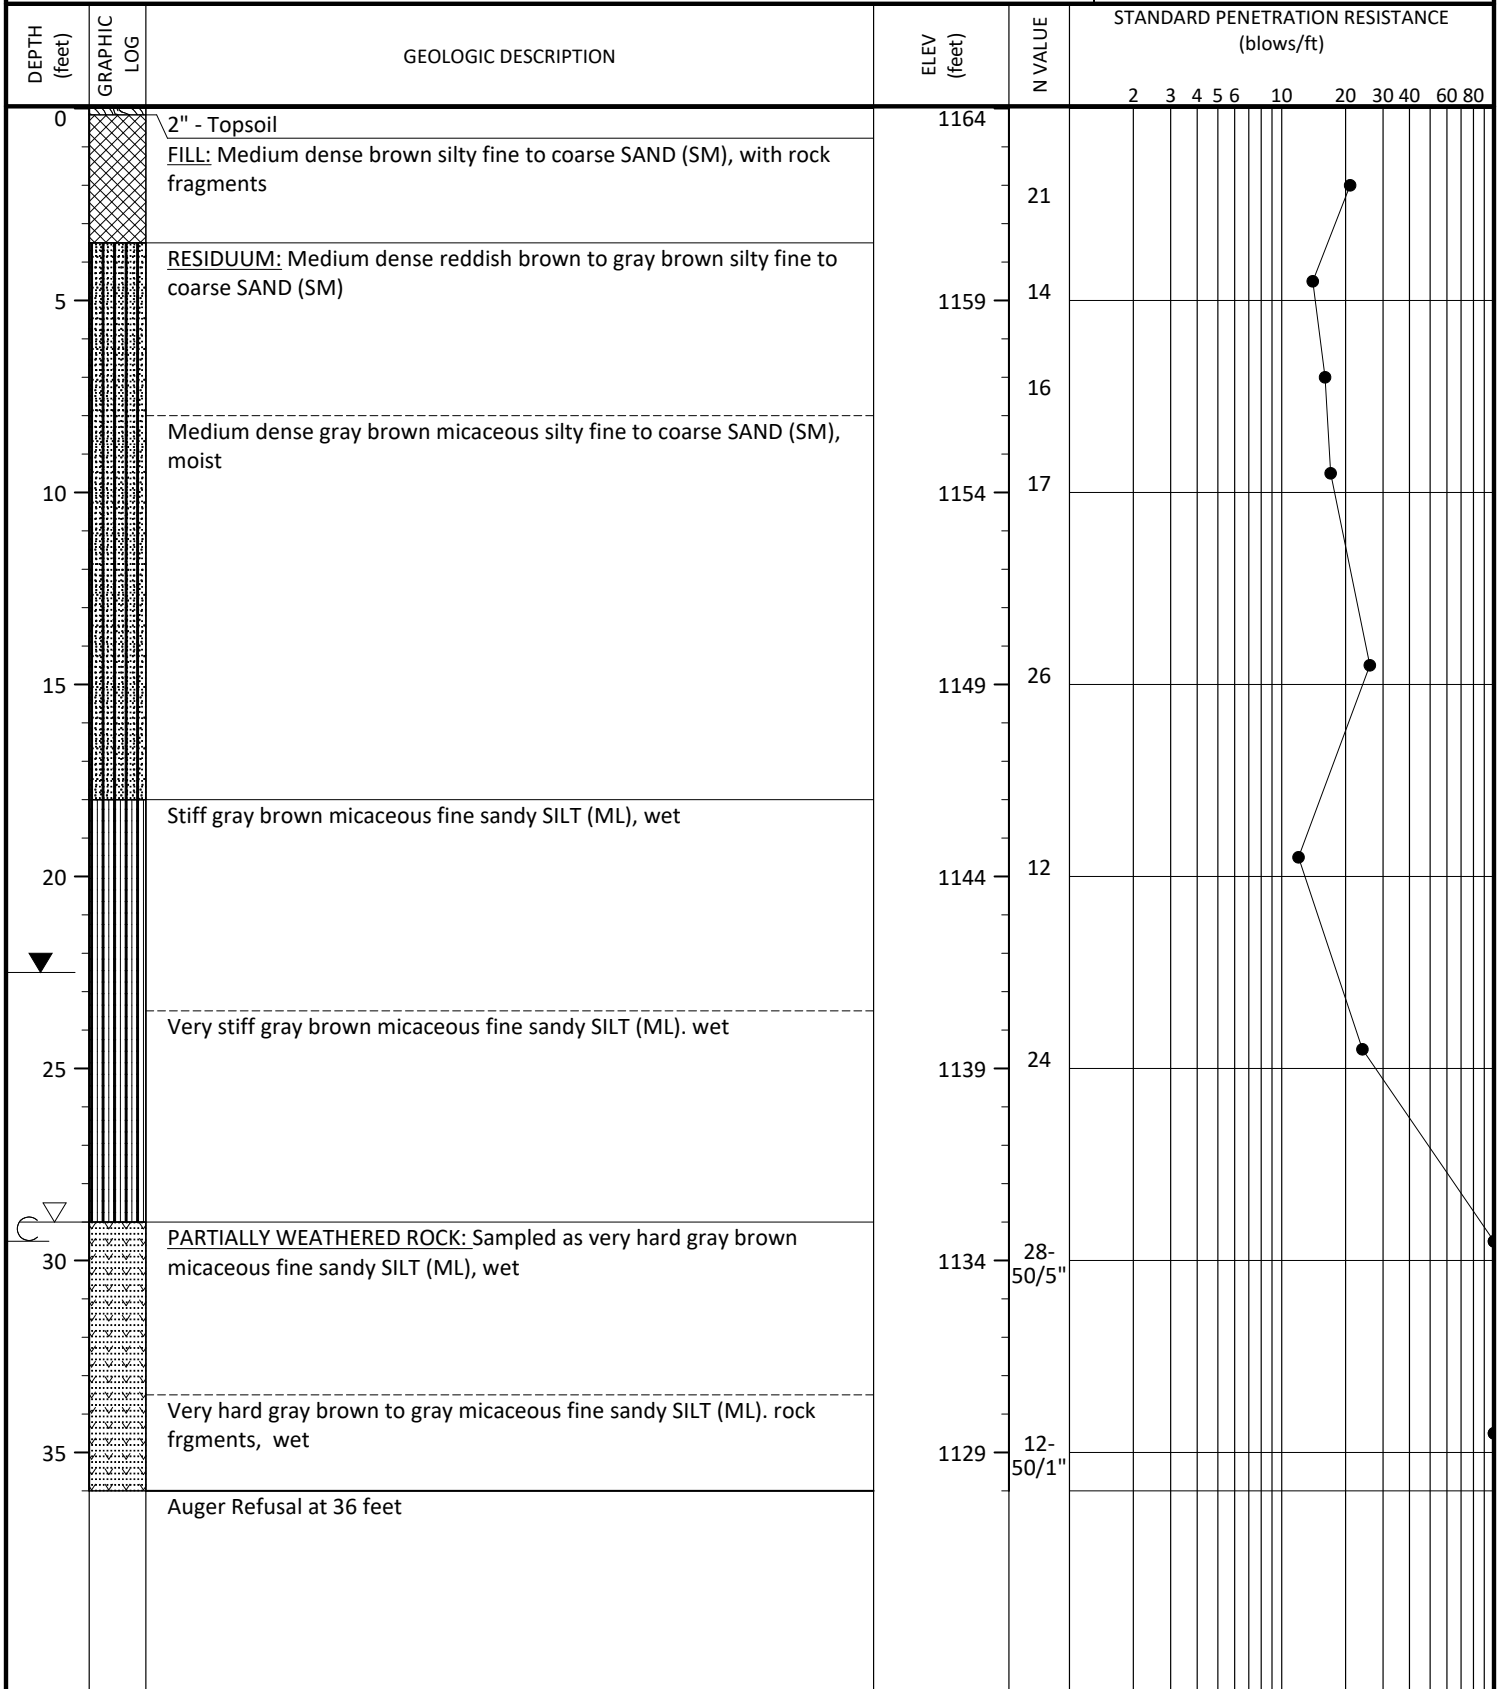 DEPTH
(feet)
GRAPHIC
LOG
GEOLOGIC DESCRIPTION
ELEV
(feet)
N VALUE
STANDARD PENETRATION RESISTANCE
(blows/ft)
2 3 4 5 6 10 20 30 40 60 80
0
2" - Topsoil
1164
FILL: Medium dense brown silty fine to coarse SAND (SM), with rock
fragments
21
RESIDUUM: Medium dense reddish brown to gray brown silty fine to
coarse SAND (SM)
5
1159
14
16
Medium dense gray brown micaceous silty fine to coarse SAND (SM),
moist
10
1154
17
15
1149
26
Stiff gray brown micaceous fine sandy SILT (ML), wet
20
1144
12
Very stiff gray brown micaceous fine sandy SILT (ML). wet
25
1139
24
C
PARTIALLY WEATHERED ROCK: Sampled as very hard gray brown
micaceous fine sandy SILT (ML), wet
30
1134
28-
50/5"
Very hard gray brown to gray micaceous fine sandy SILT (ML). rock
frgments, wet
35
1129
12-
50/1"
Auger Refusal at 36 feet